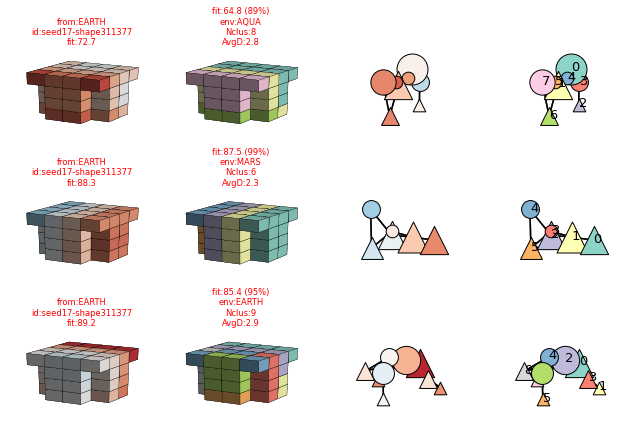 from:EARTH
id:seed17-shape311377
fit:72.7
fit:64.8 (89%)
env:AQUA
Nclus:8
AvgD:2.8
0
7
4
3
2
6
from:EARTH
id:seed17-shape311377
fit:88.3
fit:87.5 (99%)
env:MARS
Nclus:6
AvgD:2.3
4
1
0
5
from:EARTH
id:seed17-shape311377
fit:89.2
fit:85.4 (95%)
env:EARTH
Nclus:9
AvgD:2.9
4
2
0
8
3
1
5